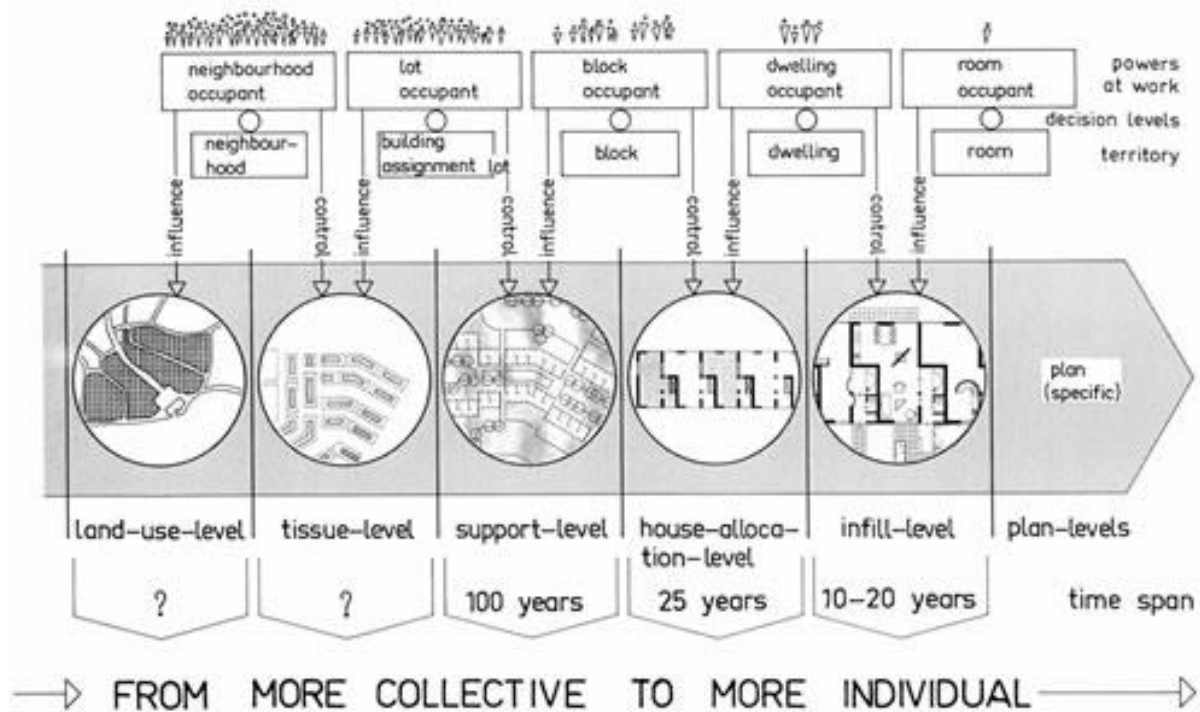 neighbourhood
occupant
lot
occupant
block
occupant
dwelling
occupant
room
occupant
powers
at work
decision levels
neighbour-
hood
building
assignment lot
block
dwelling
room
territory
influence
control
influence
control
influence
control
influence
control
influence
plan
(specific)
land-use-level
tissue-level
support-level
house-alloca-
tion-level
infill-level
plan-levels
?
?
100 years
25 years
10-20 years
time span
FROM MORE COLLECTIVE TO MORE INDIVIDUAL